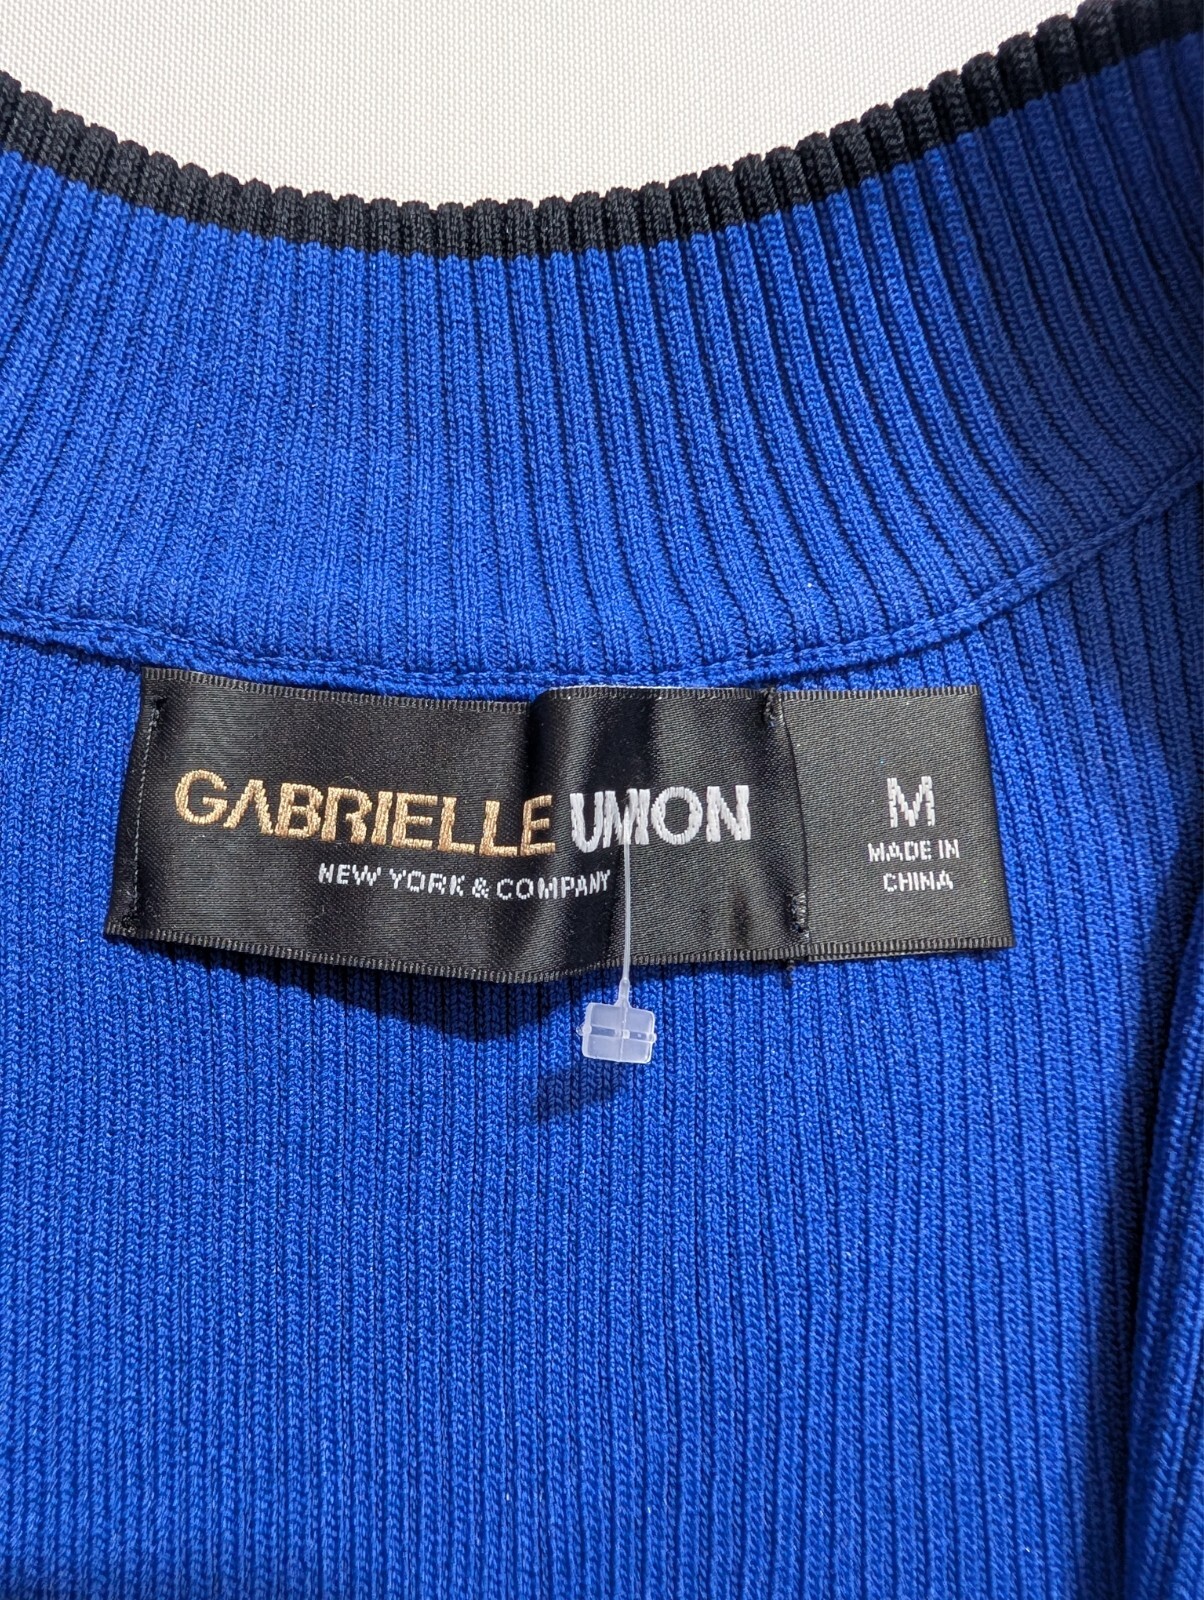 GABRIELLE UNION
NEW YORK & COMPANY
M
MADE IN
CHINA